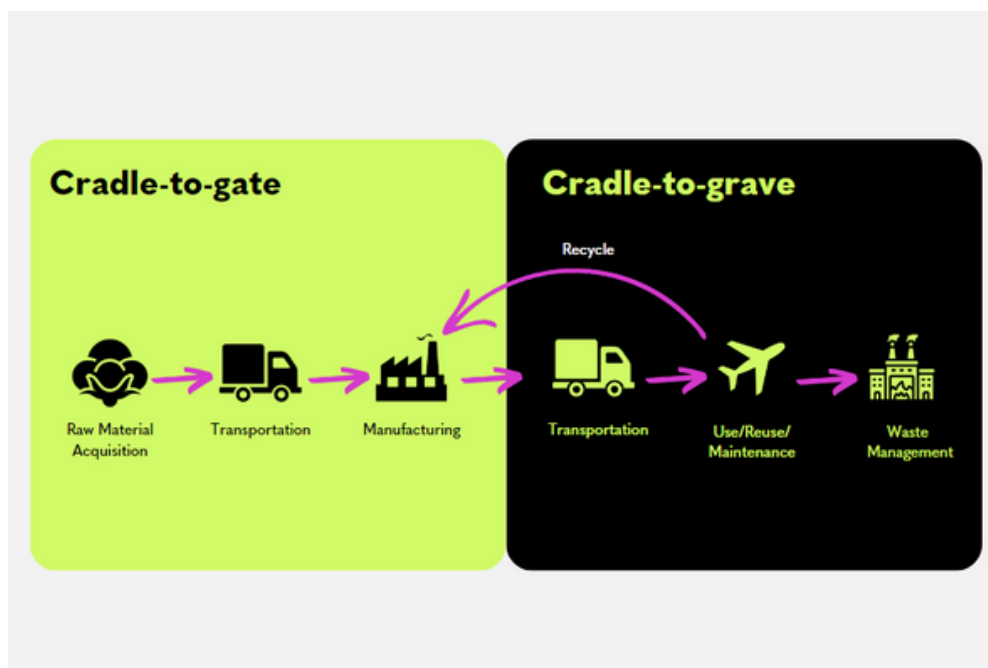 Cradle-to-gate
Cradle-to-grave
Recycle
Raw Material
Acquisition
Transportation
Manufacturing
Transportation
Use/Reuse/
Maintenance
Waste
Management